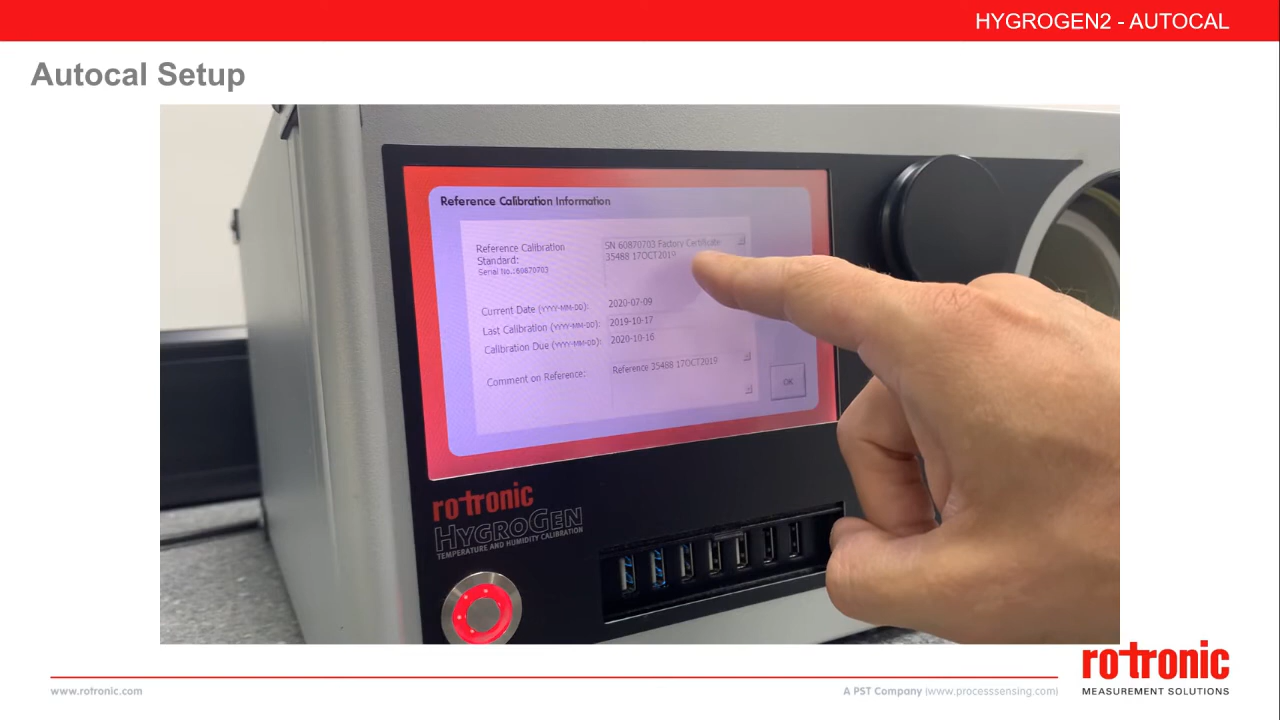 HYGROGEN2 - AUTOCAL
Autocal Setup
Reference Calibration Information
Reference Calibration
Standard:
Serial No.:60870703
SN 60870703 Factory Certificate
35488 17OCT2019
Current Date (YYYY-MM-DD): 2020-07-09
Last Calibration (YYYY-MM-DD): 2019-10-17
Calibration Due (YYYY-MM-DD): 2020-10-16
Comment on Reference: Reference 35488 17OCT2019
OK
rotronic
HYGROGEN
TEMPERATURE AND HUMIDITY CALIBRATION
rotronic
MEASUREMENT SOLUTIONS
www.rotronic.com
A PST Company (www.processsensing.com)